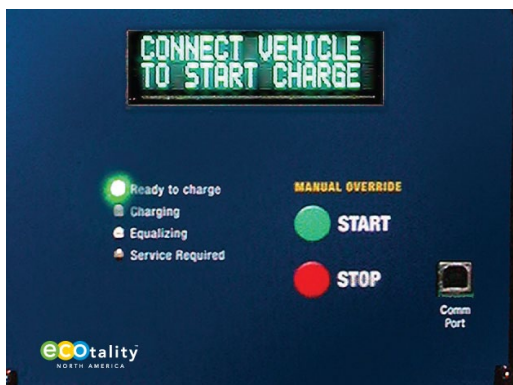 CONNECT VEHICLE
TO START CHARGE
Ready to charge
Charging
Equalizing
Service Required
MANUAL OVERRIDE
START
STOP
Comm
Port
ecotality
NORTH AMERICA